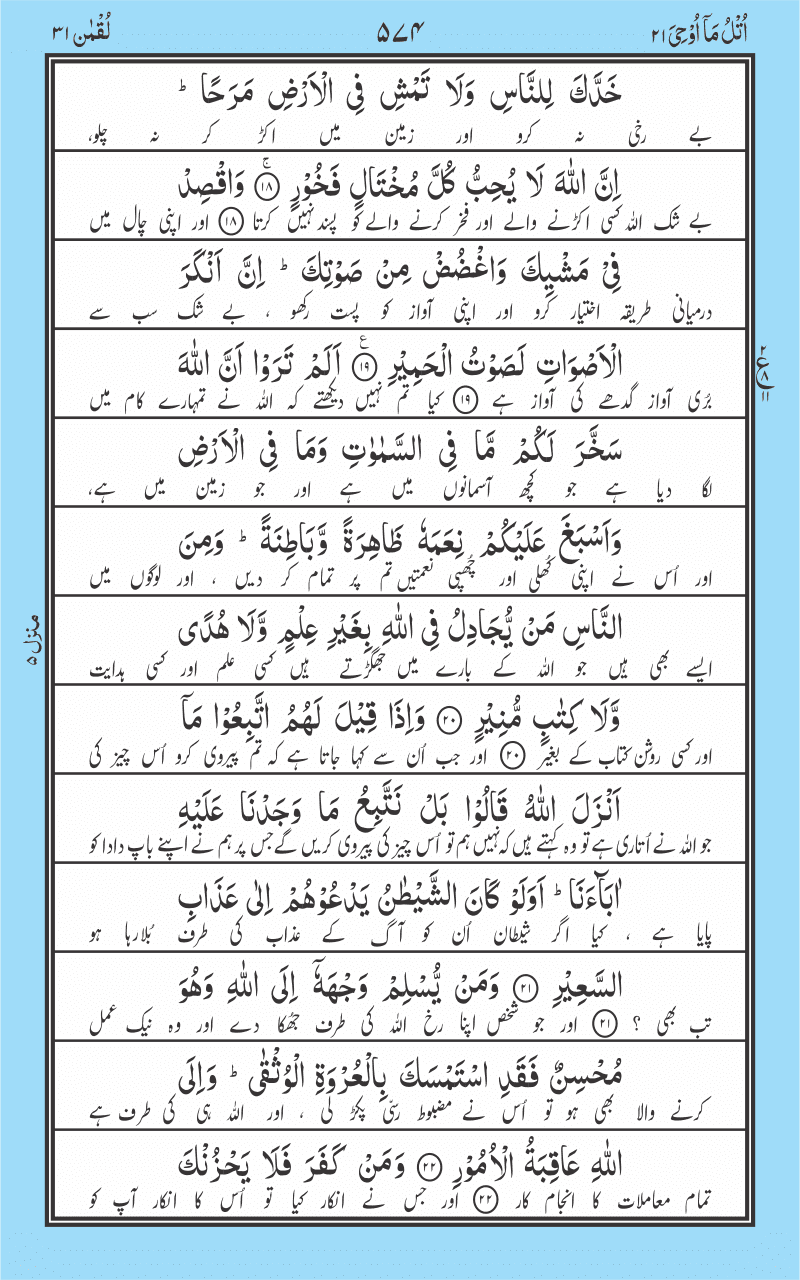 اُتْلُ مَآ اُوْحِیَ ۲۱
۵۷۴
لُقْمٰن ۳۱
خَدَّكَ لِلنَّاسِ وَلَا تَمْشِ فِی الْاَرْضِ مَرَحًا ؕ
بے رخی نہ کرو اور زمین میں اکڑ کر نہ چلو،
اِنَّ اللّٰهَ لَا یُحِبُّ كُلَّ مُخْتَالٍ فَخُوْرٍ ۚ﴿۱۸﴾ وَاقْصِدْ
بے شک اللہ کسی اکڑنے والے اور فخر کرنے والے کو پسند نہیں کرتا ﴿۱۸﴾ اور اپنی چال میں
فِیْ مَشْیِكَ وَاغْضُضْ مِنْ صَوْتِكَ ؕ اِنَّ اَنْكَرَ
درمیانی طریقہ اختیار کرو اور اپنی آواز کو پست رکھو ، بے شک سب سے
الْاَصْوَاتِ لَصَوْتُ الْحَمِیْرِ ﴿۱۹﴾ۧ اَلَمْ تَرَوْا اَنَّ اللّٰهَ
بُری آواز گدھے کی آواز ہے ﴿۱۹﴾ کیا تم نہیں دیکھتے کہ اللہ نے تمہارے کام میں
۲
ع
۸
۱۱
سَخَّرَ لَكُمْ مَّا فِی السَّمٰوٰتِ وَمَا فِی الْاَرْضِ
لگا دیا ہے جو کچھ آسمانوں میں ہے اور جو زمین میں ہے،
وَاَسْبَغَ عَلَیْكُمْ نِعَمَهٗ ظَاهِرَةً وَّبَاطِنَةً ؕ وَمِنَ
اور اُس نے اپنی کُھلی اور چُھپی نعمتیں تم پر تمام کر دیں ، اور لوگوں میں
النَّاسِ مَنْ یُّجَادِلُ فِی اللّٰهِ بِغَیْرِ عِلْمٍ وَّلَا هُدًی
ایسے بھی ہیں جو اللہ کے بارے میں جھگڑتے ہیں کسی علم اور کسی ہدایت
منزل ۵
وَّلَا كِتٰبٍ مُّنِیْرٍ ﴿۲۰﴾ وَاِذَا قِیْلَ لَهُمُ اتَّبِعُوْا مَآ
اور کسی روشن کتاب کے بغیر ﴿۲۰﴾ اور جب اُن سے کہا جاتا ہے کہ تم پیروی کرو اُس چیز کی
اَنْزَلَ اللّٰهُ قَالُوْا بَلْ نَتَّبِعُ مَا وَجَدْنَا عَلَیْهِ
جو اللہ نے اُتاری ہے تو وہ کہتے ہیں کہ نہیں ہم تو اُس چیز کی پیروی کریں گے جس پر ہم نے اپنے باپ دادا کو
اٰبَآءَنَا ؕ اَوَلَوْ كَانَ الشَّیْطٰنُ یَدْعُوْهُمْ اِلٰی عَذَابِ
پایا ہے ، کیا اگر شیطان اُن کو آگ کے عذاب کی طرف بُلا رہا ہو
السَّعِیْرِ ﴿۲۱﴾ وَمَنْ یُّسْلِمْ وَجْهَهٗۤ اِلَی اللّٰهِ وَهُوَ
تب بھی ؟ ﴿۲۱﴾ اور جو شخص اپنا رخ اللہ کی طرف جُھکا دے اور وہ نیک عمل
مُحْسِنٌ فَقَدِ اسْتَمْسَكَ بِالْعُرْوَةِ الْوُثْقٰی ؕ وَاِلَی
کرنے والا بھی ہو تو اُس نے مضبوط رسّی پکڑ لی ، اور اللہ ہی کی طرف ہے
اللّٰهِ عَاقِبَةُ الْاُمُوْرِ ﴿۲۲﴾ وَمَنْ كَفَرَ فَلَا یَحْزُنْكَ
تمام معاملات کا انجام کار ﴿۲۲﴾ اور جس نے انکار کیا تو اُس کا انکار آپ کو